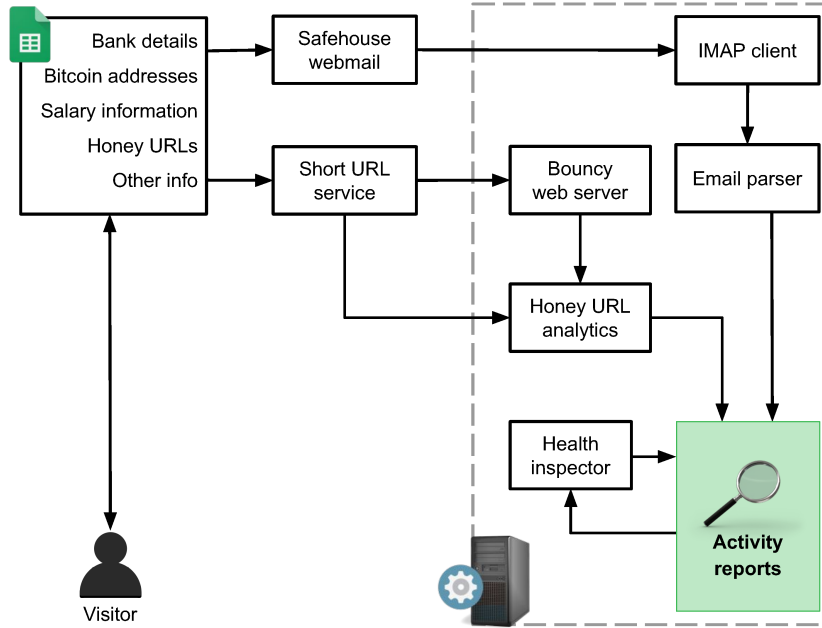 Bank details
Bitcoin addresses
Salary information
Honey URLs
Other info
Safehouse
webmail
IMAP client
Short URL
service
Bouncy
web server
Email parser
Honey URL
analytics
Health
inspector
Activity
reports
Visitor